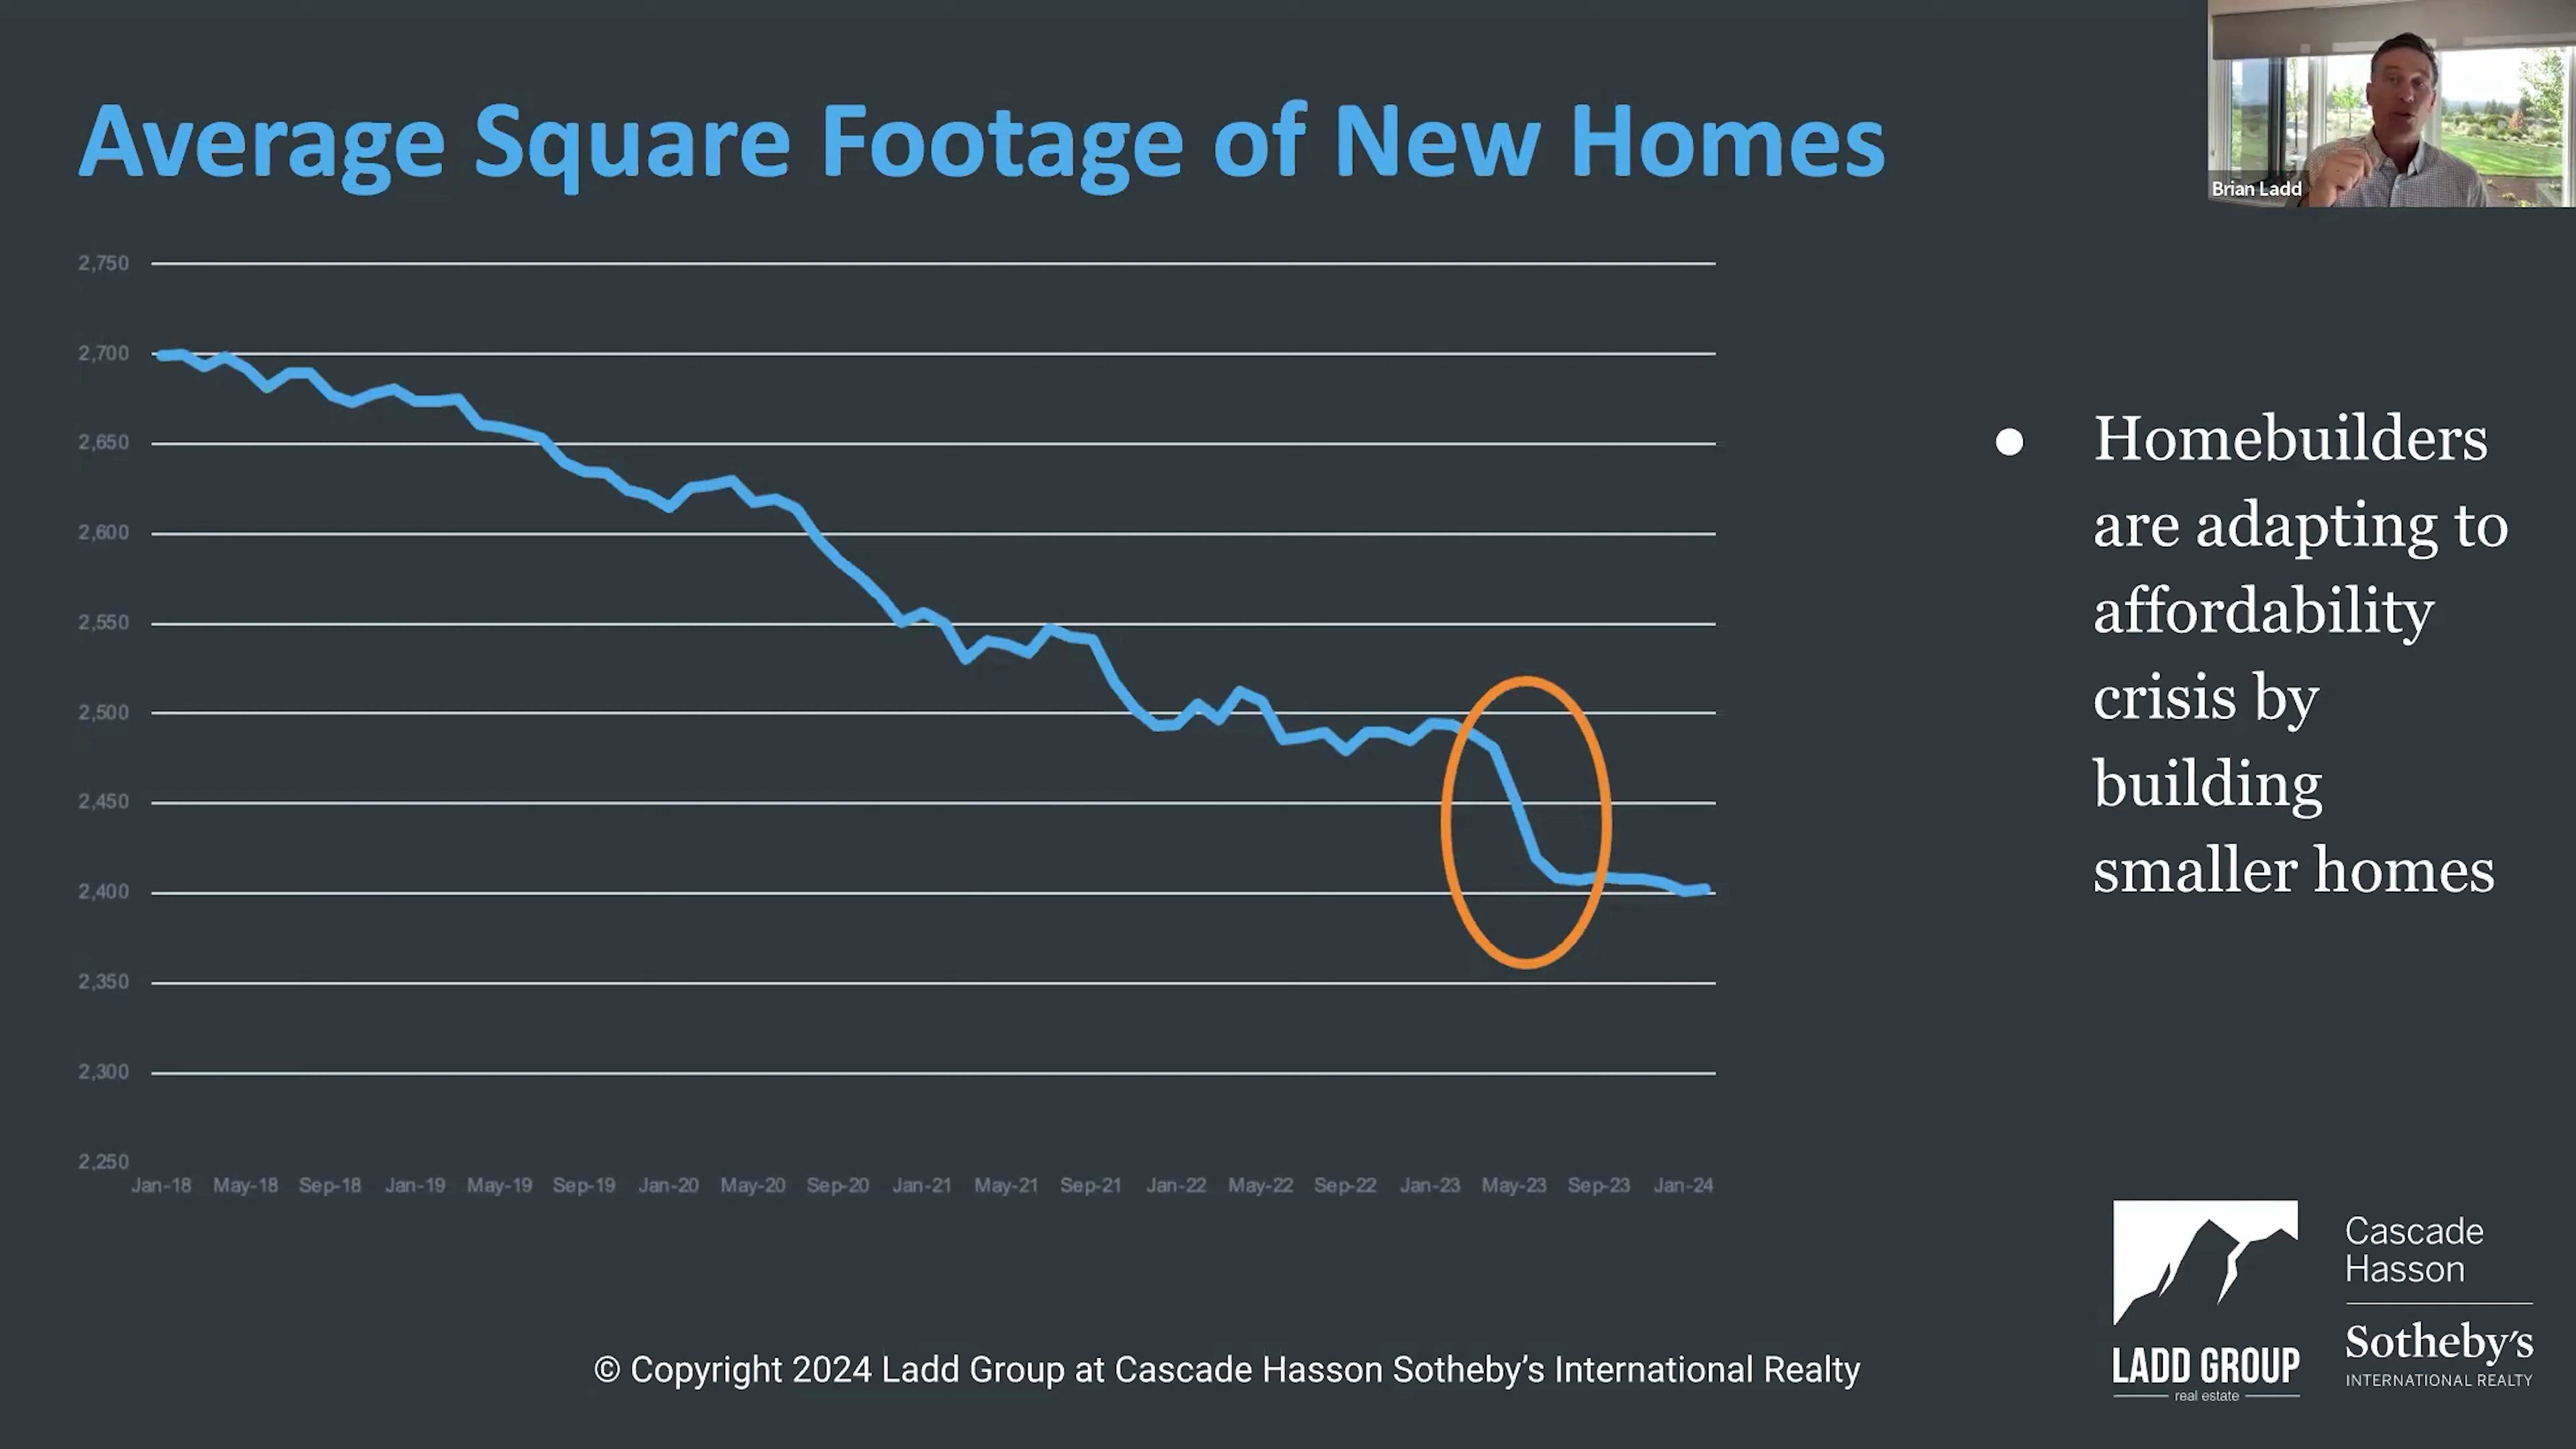 Average Square Footage of New Homes
Brian Ladd
2,750
2,700
2,650
2,600
2,550
2,500
2,450
2,400
2,350
2,300
2,250
Jan-18 May-18 Sep-18 Jan-19 May-19 Sep-19 Jan-20 May-20 Sep-20 Jan-21 May-21 Sep-21 Jan-22 May-22 Sep-22 Jan-23 May-23 Sep-23 Jan-24
● Homebuilders
are adapting to
affordability
crisis by
building
smaller homes
© Copyright 2024 Ladd Group at Cascade Hasson Sotheby’s International Realty
LADD GROUP
real estate
Cascade
Hasson
Sotheby's
INTERNATIONAL REALTY